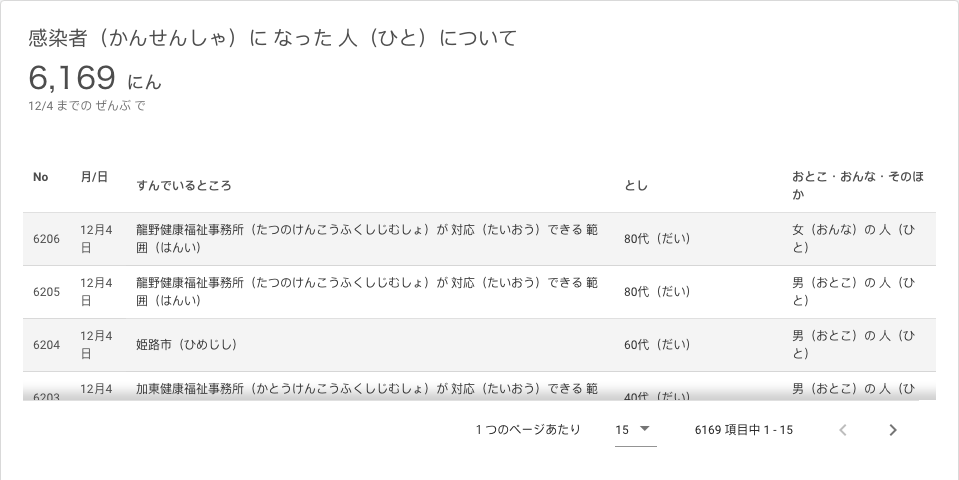 感染者（かんせんしゃ）に なった 人（ひと）について
6,169 にん
12/4 までの ぜんぶ で
No 月/日 すんでいるところ とし おとこ・おんな・そのほか
6206 12月4日 龍野健康福祉事務所（たつのけんこうふくしじむしょ）が 対応（たいおう）できる 範囲（はんい） 80代（だい） 女（おんな）の 人（ひと）
6205 12月4日 龍野健康福祉事務所（たつのけんこうふくしじむしょ）が 対応（たいおう）できる 範囲（はんい） 80代（だい） 男（おとこ）の 人（ひと）
6204 12月4日 姫路市（ひめじし） 60代（だい） 男（おとこ）の 人（ひと）
6203 12月4 加東健康福祉事務所（かとうけんこうふくしじむしょ）が 対応（たいおう）できる 範 40代（だい） 男（おとこ）の 人（ひ
1 つのページあたり 15 6169 項目中 1 - 15